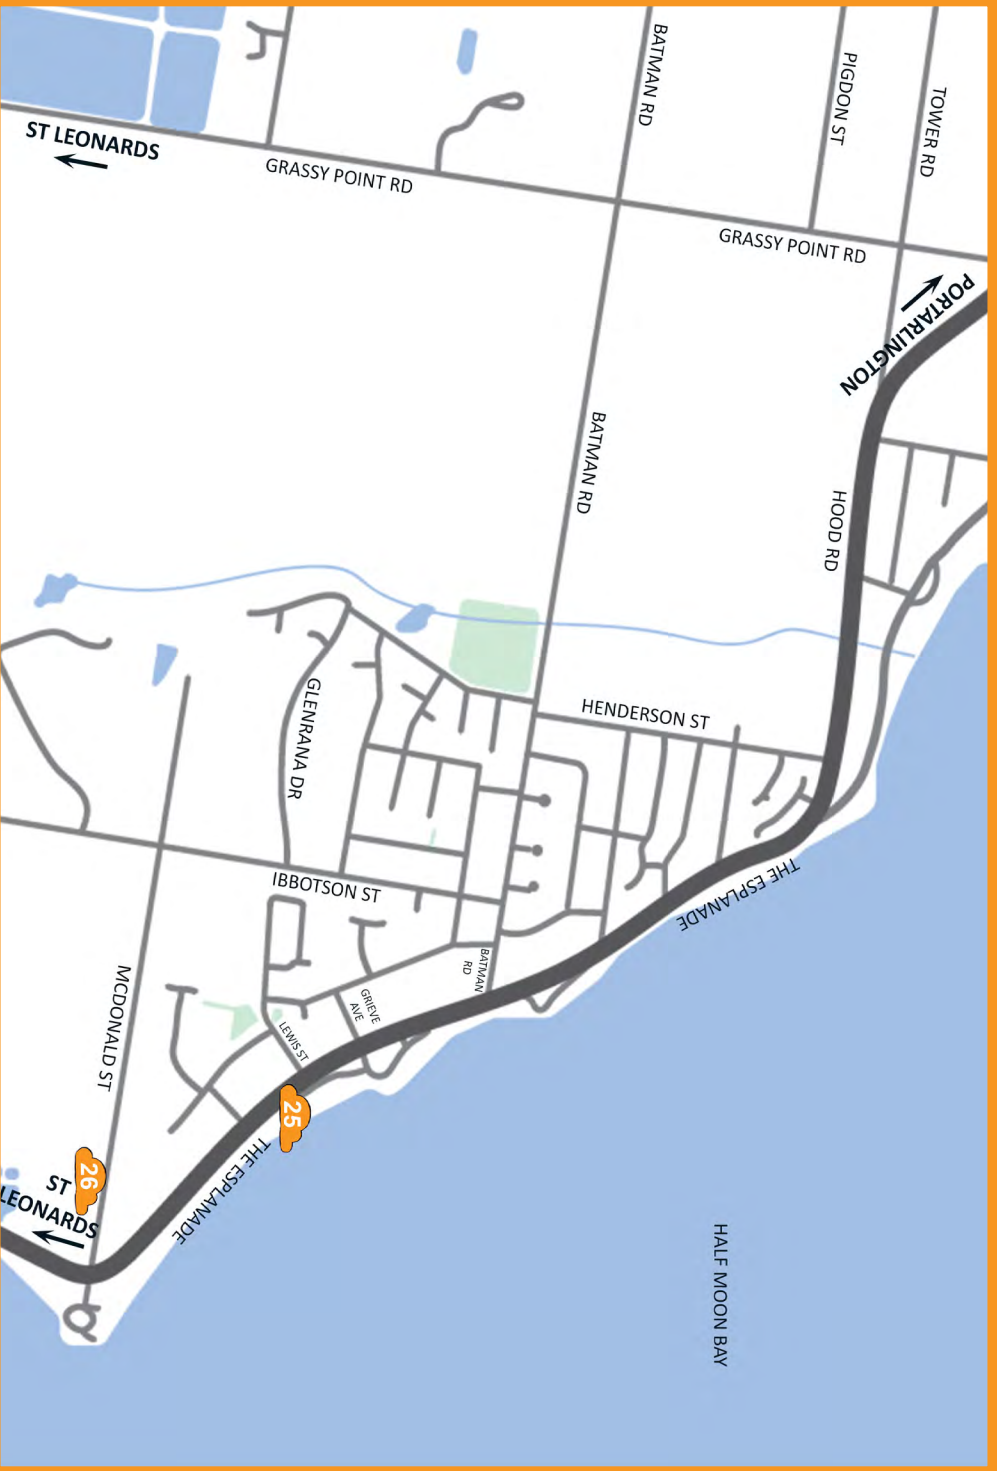 BATMAN RD
PIGDON ST
TOWER RD
ST LEONARDS
GRASSY POINT RD
GRASSY POINT RD
PORTARLINGTON
BATMAN RD
HOOD RD
HENDERSON ST
GLENRANA DR
IBBOTSON ST
THE ESPLANADE
BATMAN
RD
GRIEVE
AVE
LEWIS ST
MCDONALD ST
25
THE ESPLANADE
26
ST
LEONARDS
HALF MOON BAY